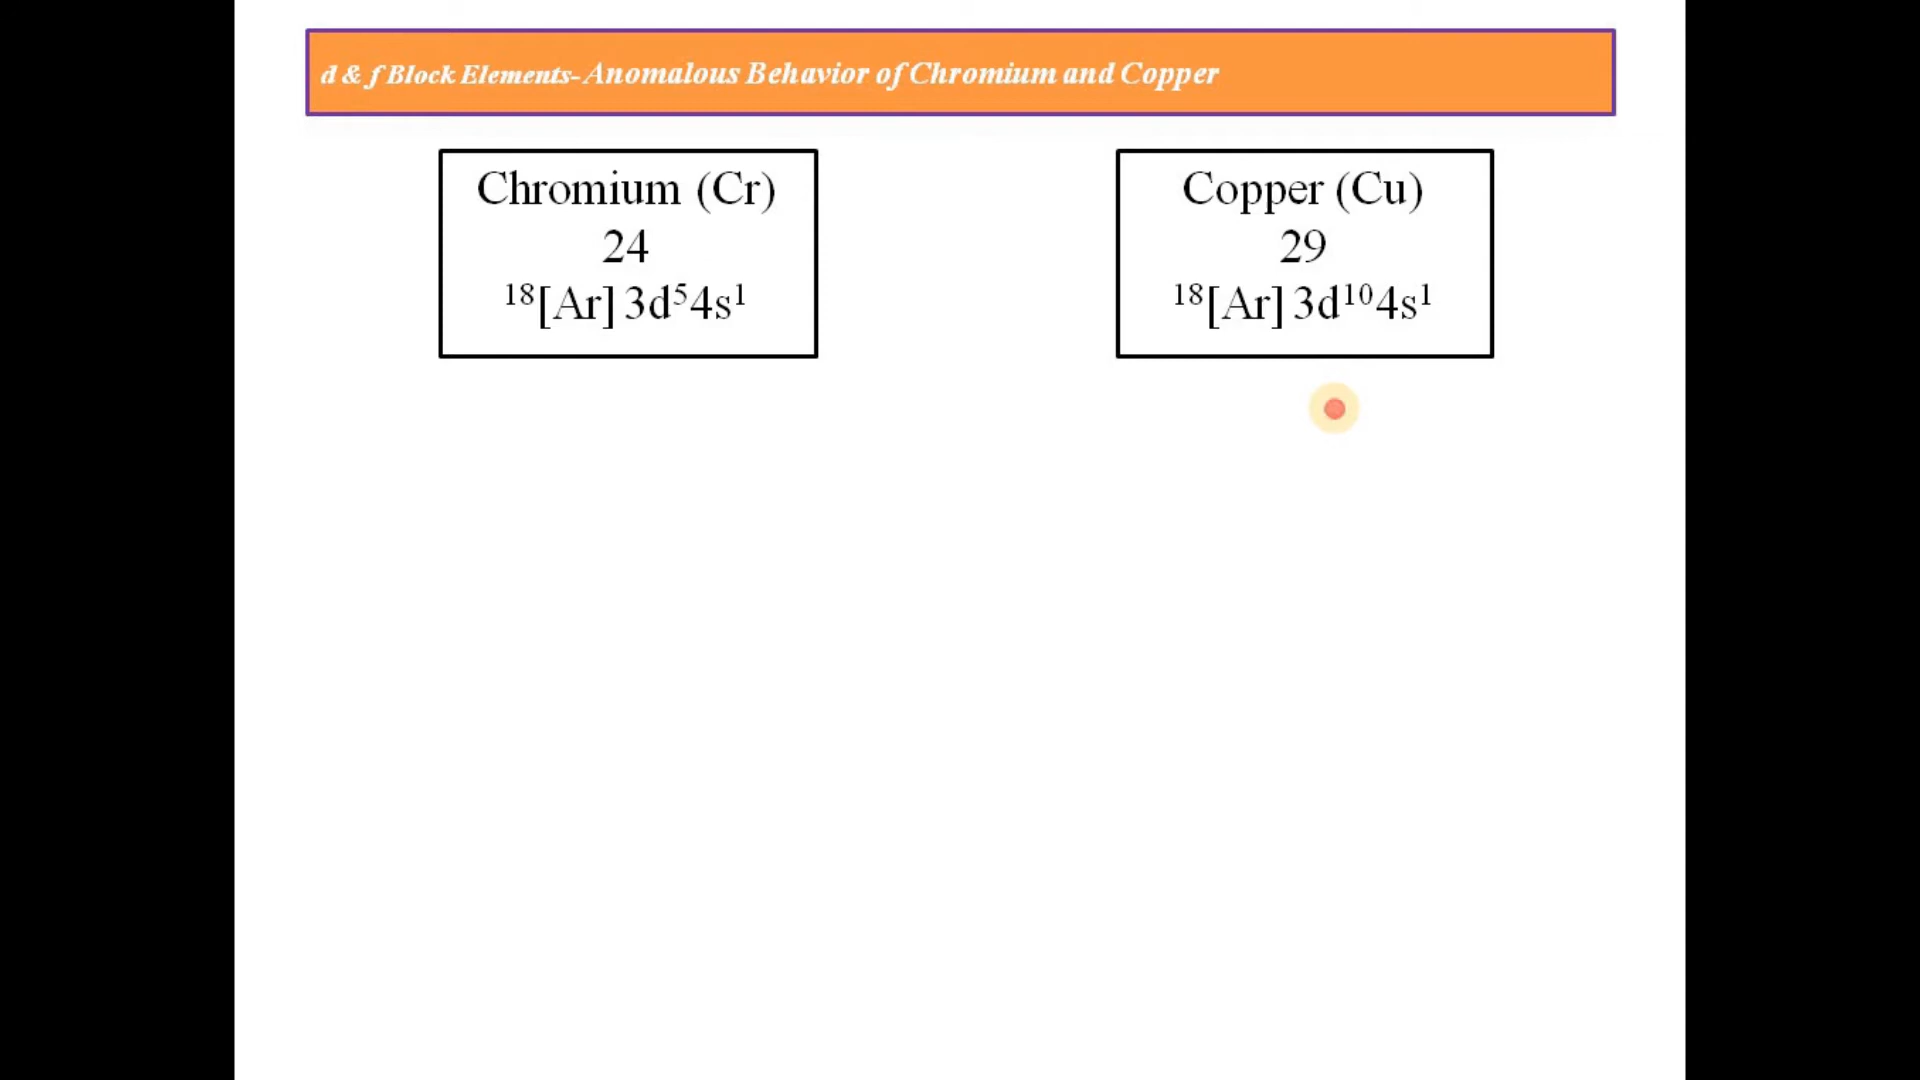 d & f Block Elements-Anomalous Behavior of Chromium and Copper
Chromium (Cr)
24
¹⁸[Ar] 3d⁵4s¹
Copper (Cu)
29
¹⁸[Ar] 3d¹⁰4s¹